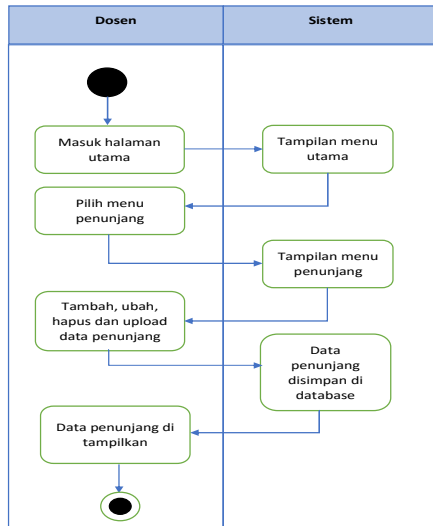 Dosen
Sistem
Masuk halaman
utama
Tampilan menu
utama
Pilih menu
penunjang
Tampilan menu
penunjang
Tambah, ubah,
hapus dan upload
data penunjang
Data
penunjang
disimpan di
database
Data penunjang di
tampilkan